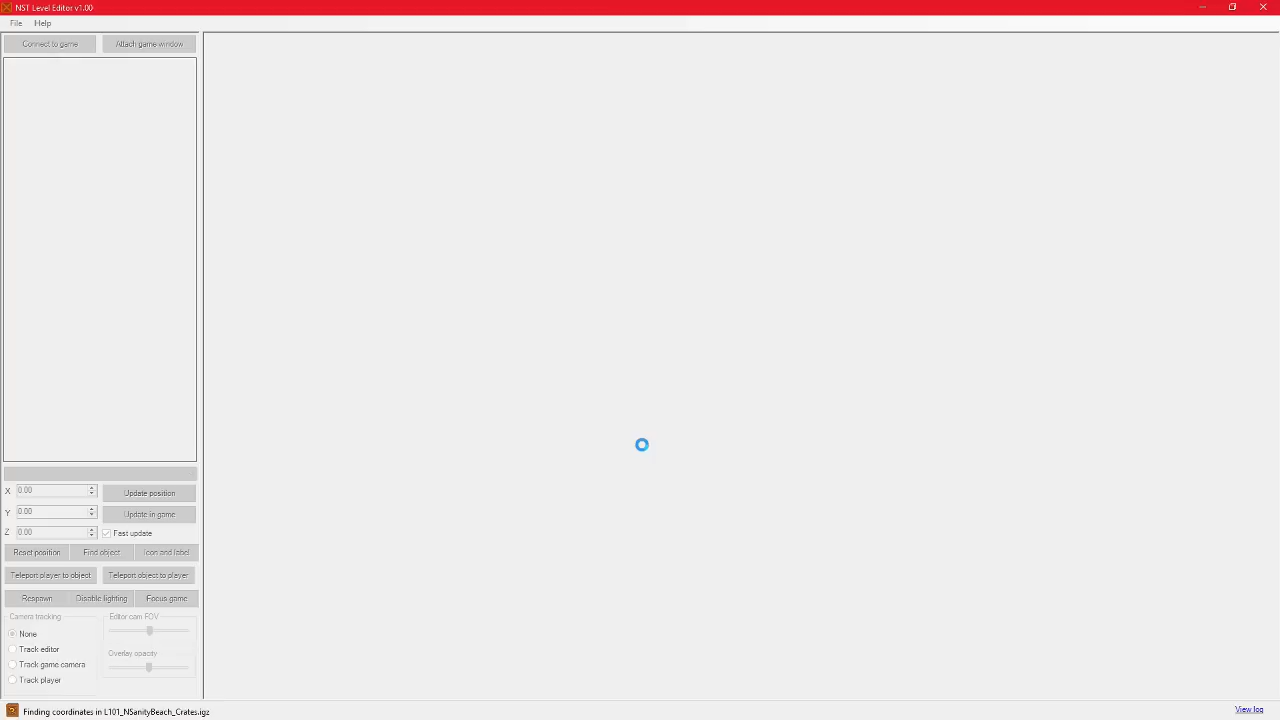 NST Level Editor v1.00
File Help
Connect to game Attach game window
X 0.00 Update position
Y 0.00 Update in game
Z 0.00 Fast update
Reset position Find object Icon and label
Teleport player to object Teleport object to player
Respawn Disable lighting Focus game
Camera tracking Editor cam FOV
None
Track editor Overlay opacity
Track game camera
Track player
Finding coordinates in L101_NSanityBeach_Crates.igz View log